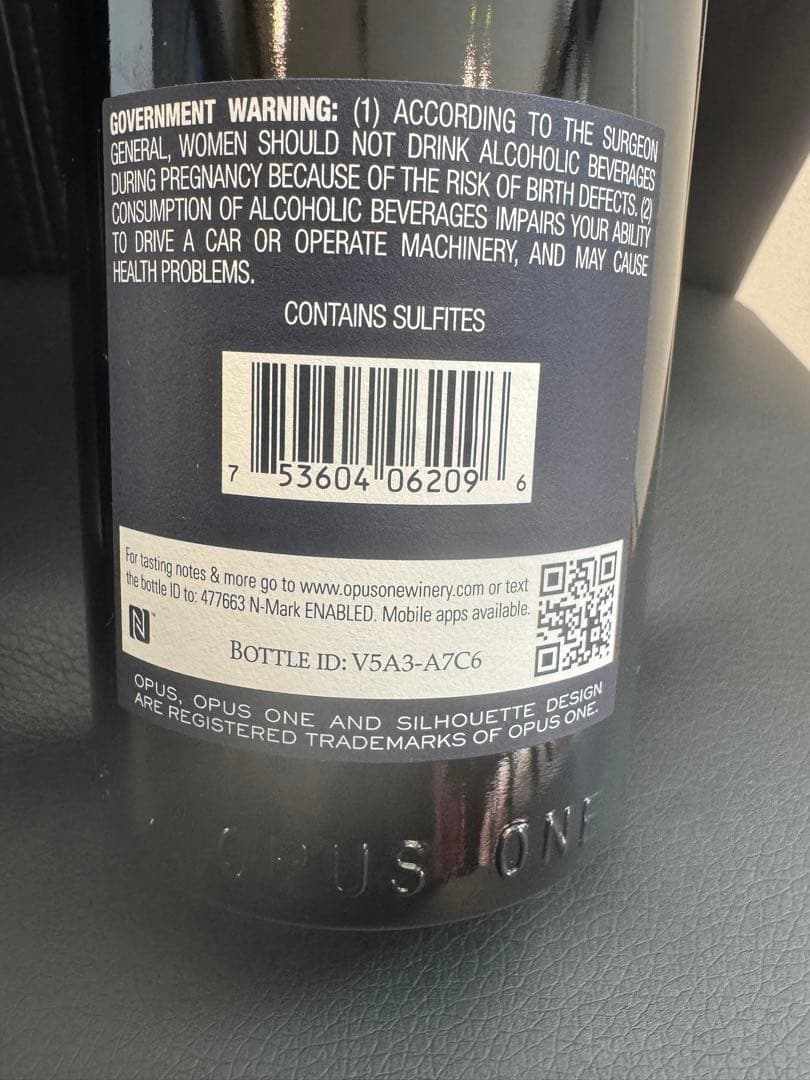 GOVERNMENT WARNING: (1) ACCORDING TO THE SURGEON
GENERAL, WOMEN SHOULD NOT DRINK ALCOHOLIC BEVERAGES
DURING PREGNANCY BECAUSE OF THE RISK OF BIRTH DEFECTS. (2)
CONSUMPTION OF ALCOHOLIC BEVERAGES IMPAIRS YOUR ABILITY
TO DRIVE A CAR OR OPERATE MACHINERY, AND MAY CAUSE
HEALTH PROBLEMS.
CONTAINS SULFITES
7 53604 06209 6
For tasting notes & more go to www.opusonewinery.com or text
the bottle ID to: 477663 N-Mark ENABLED. Mobile apps available.
N™
BOTTLE ID: V5A3-A7C6
OPUS, OPUS ONE AND SILHOUETTE DESIGN
ARE REGISTERED TRADEMARKS OF OPUS ONE.
OPUS ONE